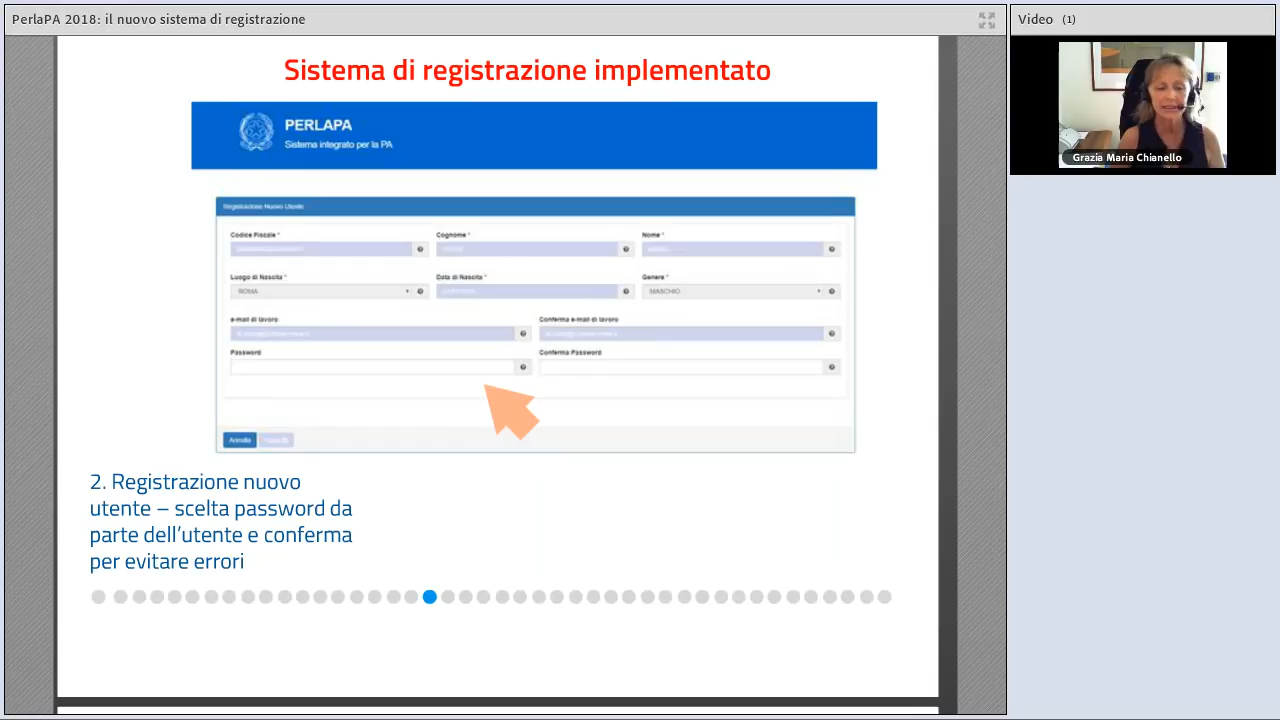 PerlaPA 2018: il nuovo sistema di registrazione
Video (1)
Grazia Maria Chianello
Sistema di registrazione implementato
PERLAPA
Sistema integrato per la PA
Registrazione Nuovo Utente
Codice Fiscale *
Cognome *
Nome *
Luogo di Nascita *
Data di Nascita *
Genere *
ROMA
MASCHIO
e-mail di lavoro
Conferma e-mail di lavoro
Password
Conferma Password
Annulla
2. Registrazione nuovo
utente – scelta password da
parte dell'utente e conferma
per evitare errori